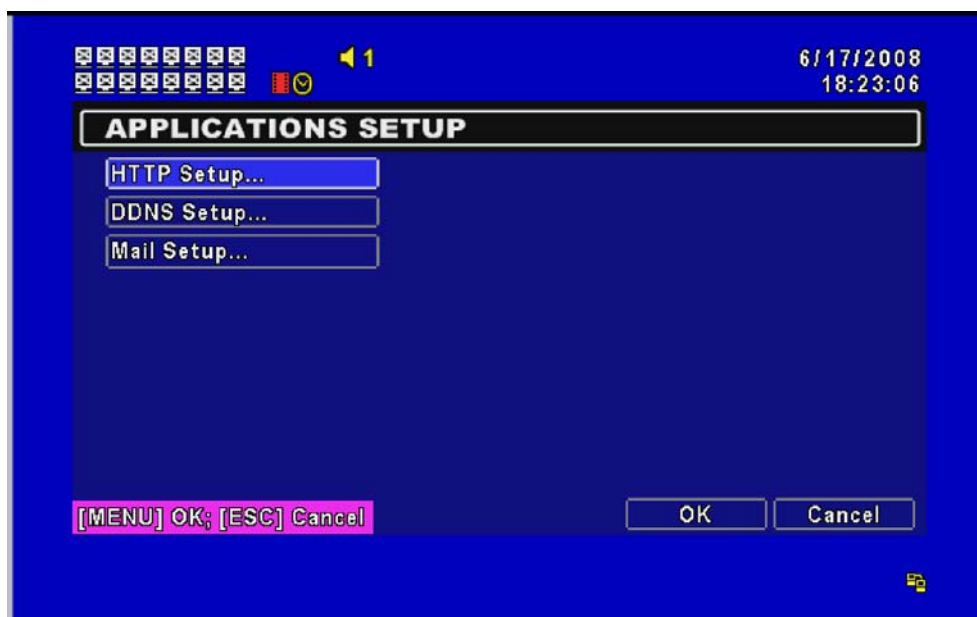 1
6/17/2008
18:23:06
APPLICATIONS SETUP
HTTP Setup...
DDNS Setup...
Mail Setup...
[MENU] OK; [ESC] Cancel
OK
Cancel